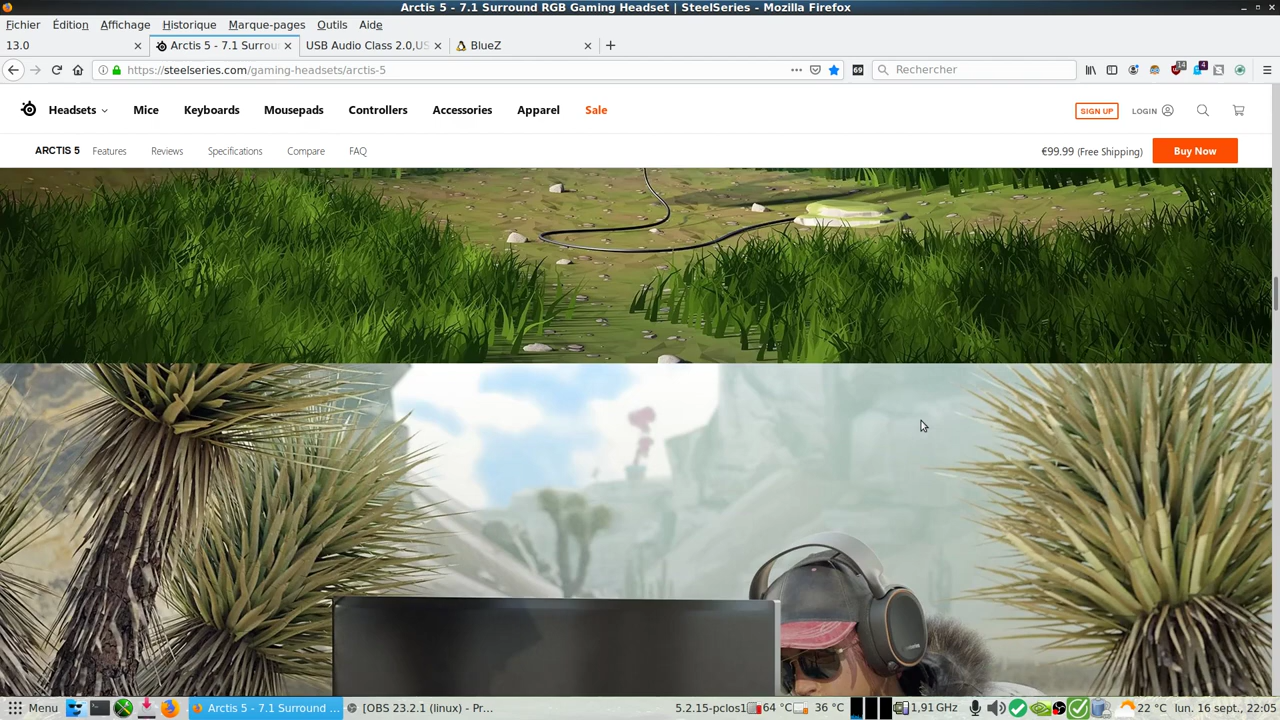 Arctis 5 - 7.1 Surround RGB Gaming Headset | SteelSeries - Mozilla Firefox
Fichier Édition Affichage Historique Marque-pages Outils Aide
13.0 Arctis 5 - 7.1 Surrou USB Audio Class 2.0,US BlueZ
https://steelseries.com/gaming-headsets/arctis-5 69 Rechercher 14 4
Headsets Mice Keyboards Mousepads Controllers Accessories Apparel Sale SIGN UP LOGIN
ARCTIS 5 Features Reviews Specifications Compare FAQ €99.99 (Free Shipping) Buy Now
Menu Arctis 5 - 7.1 Surround ... [OBS 23.2.1 (linux) - Pr... 5.2.15-pclos1 64 °C 36 °C 1,91 GHz 22 °C lun. 16 sept., 22:05